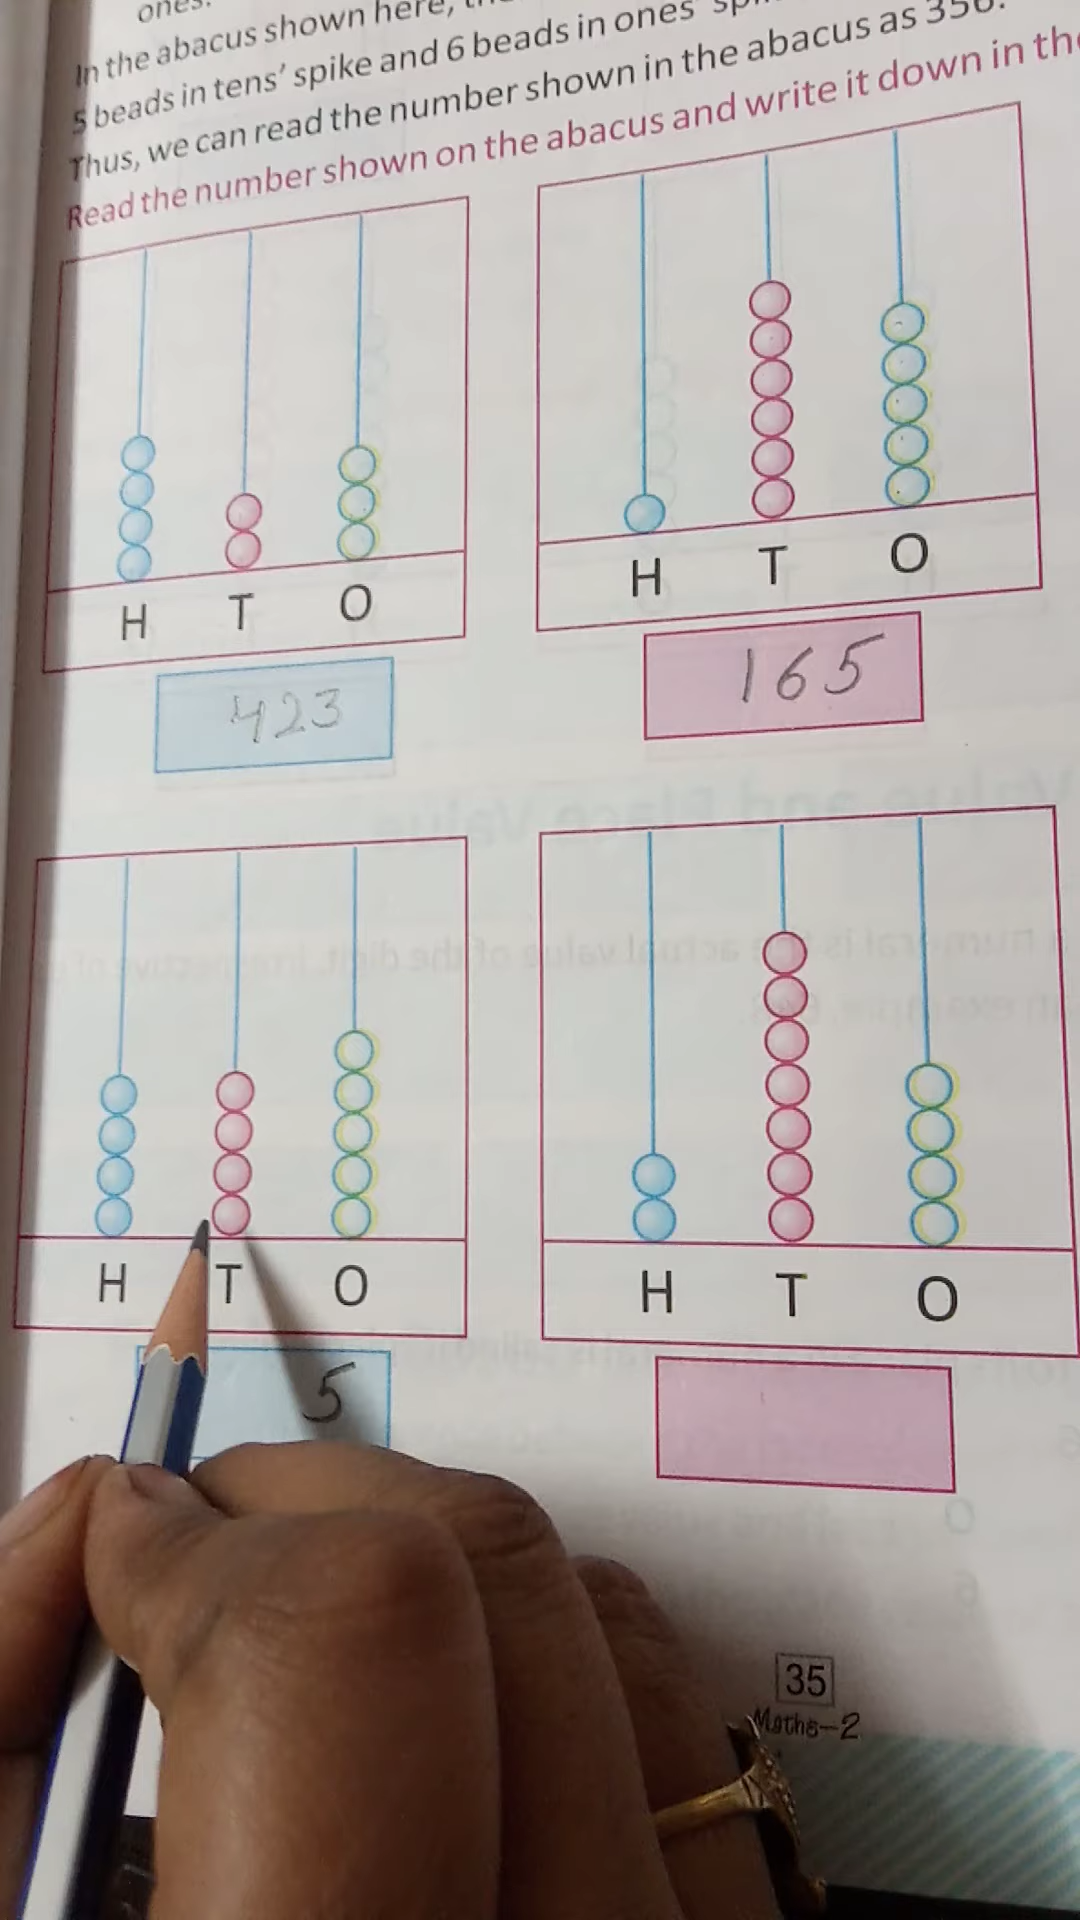 ones.
In the abacus shown here,
5 beads in tens' spike and 6 beads in ones'
Thus, we can read the number shown in the abacus as 356.
Read the number shown on the abacus and write it down in the
H T O
H T O
423
165
H T O
H T O
5
35
Maths-2